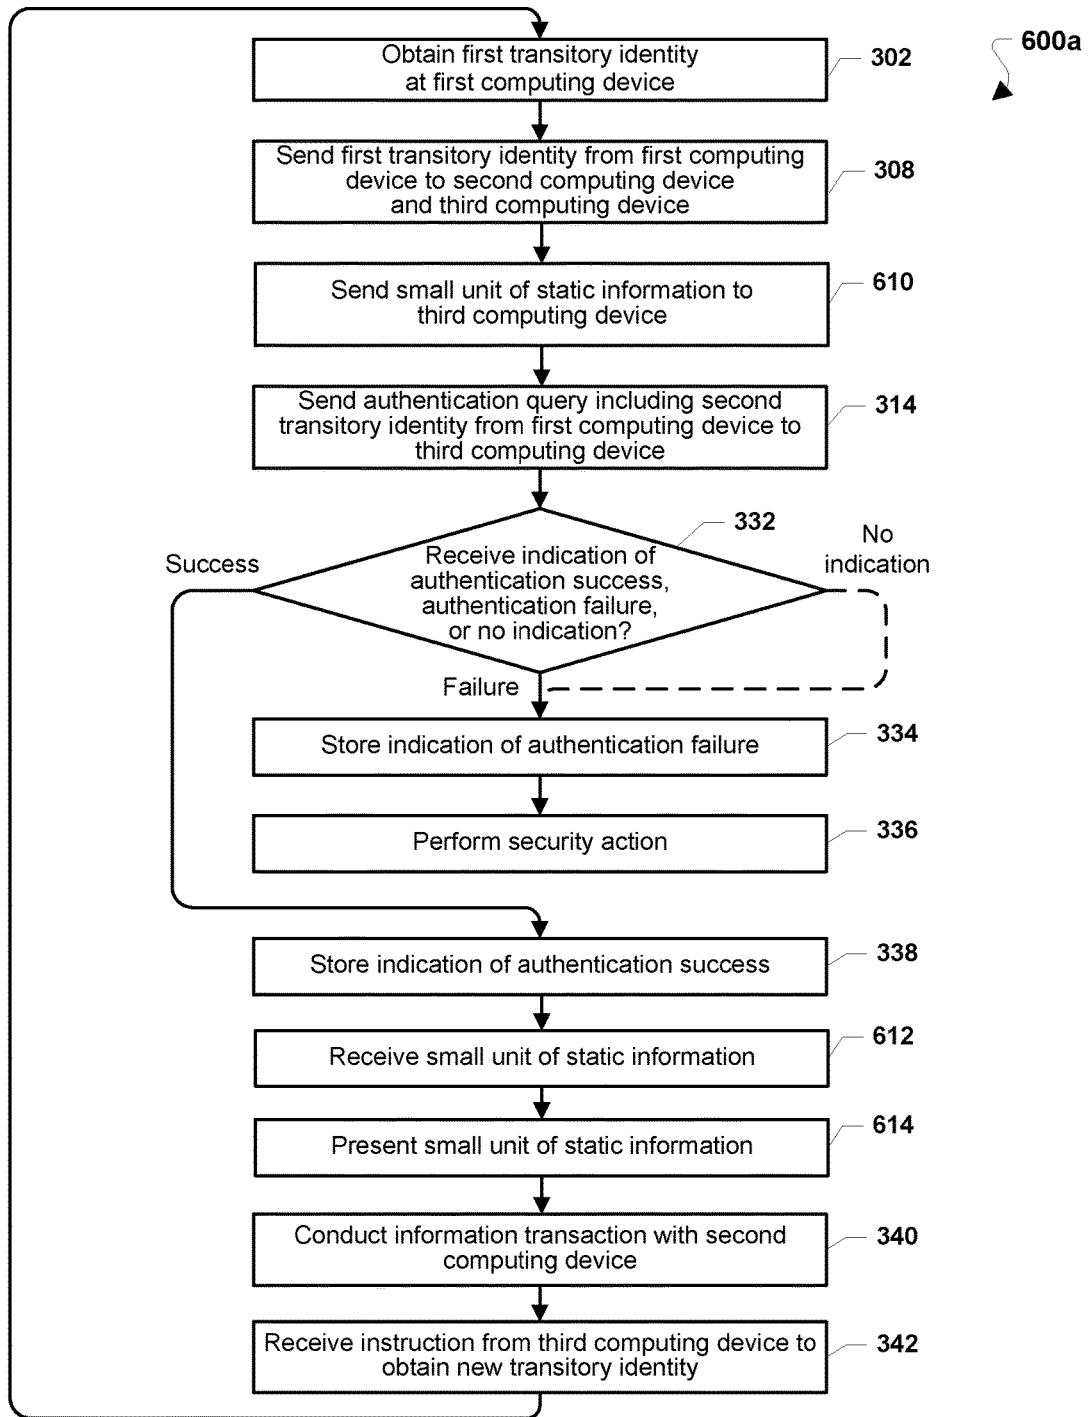 600a
Obtain first transitory identity
at first computing device
302
Send first transitory identity from first computing
device to second computing device
and third computing device
308
Send small unit of static information to
third computing device
610
Send authentication query including second
transitory identity from first computing device to
third computing device
314
332
Success
No
indication
Receive indication of
authentication success,
authentication failure,
or no indication?
Failure
Store indication of authentication failure
334
Perform security action
336
Store indication of authentication success
338
Receive small unit of static information
612
Present small unit of static information
614
Conduct information transaction with second
computing device
340
Receive instruction from third computing device to
obtain new transitory identity
342